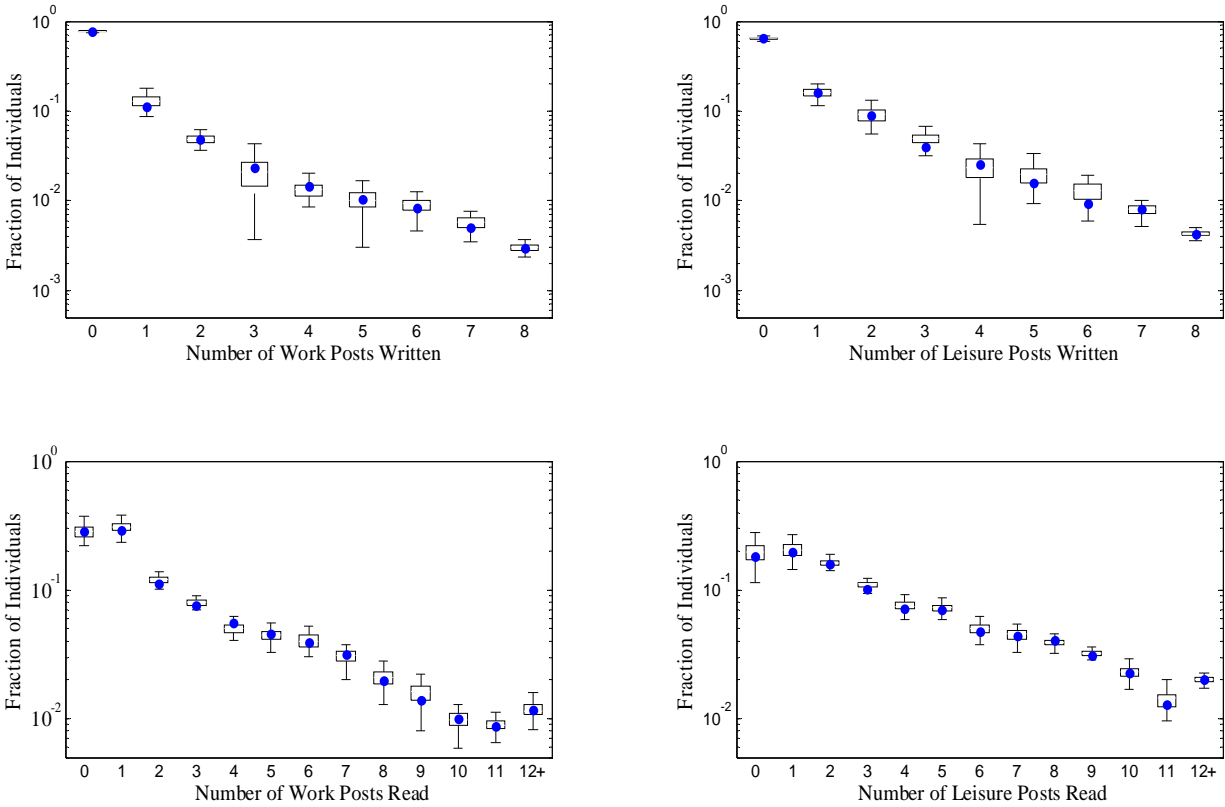 10^0
10^-1
10^-2
10^-3
Fraction of Individuals
0 1 2 3 4 5 6 7 8
Number of Work Posts Written
10^0
10^-1
10^-2
10^-3
Fraction of Individuals
0 1 2 3 4 5 6 7 8
Number of Leisure Posts Written
10^0
10^-1
10^-2
Fraction of Individuals
0 1 2 3 4 5 6 7 8 9 10 11 12+
Number of Work Posts Read
10^0
10^-1
10^-2
Fraction of Individuals
0 1 2 3 4 5 6 7 8 9 10 11 12+
Number of Leisure Posts Read